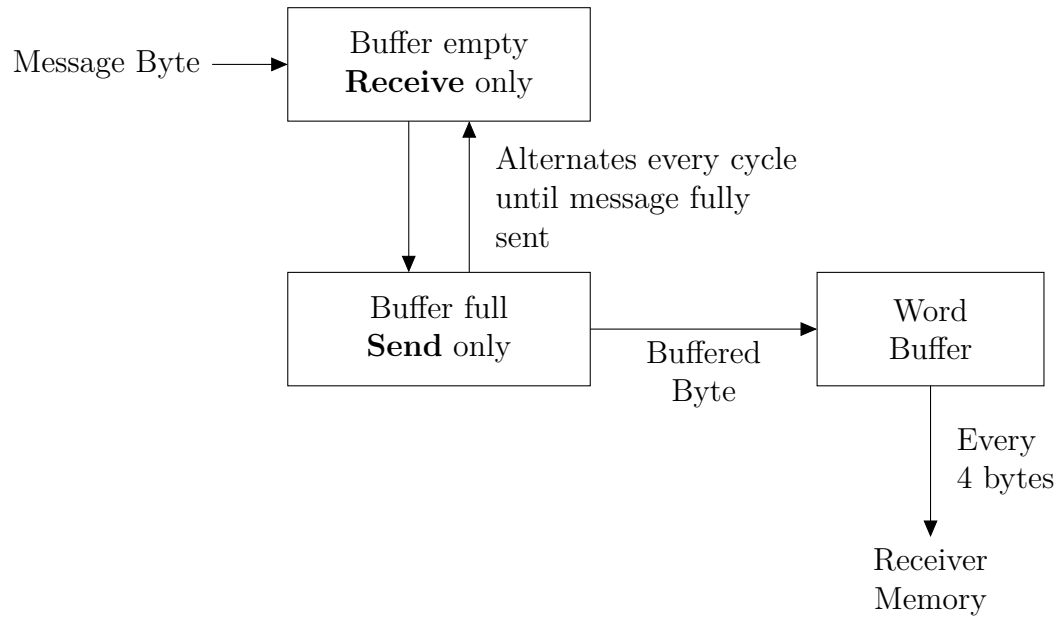 Message Byte
Buffer empty
Receive only
Alternates every cycle
until message fully
sent
Buffer full
Send only
Buffered
Byte
Word
Buffer
Every
4 bytes
Receiver
Memory